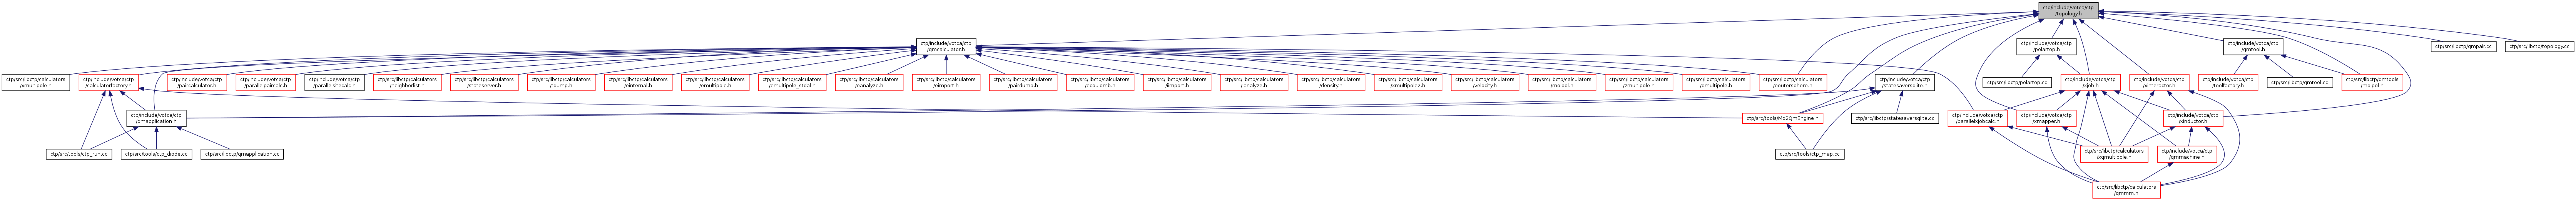 ctp/include/votca/ctp
/topology.h
ctp/include/votca/ctp
/qmcalculator.h
ctp/include/votca/ctp
/polartop.h
ctp/include/votca/ctp
/qmtool.h
ctp/src/libctp/qmpair.cc
ctp/src/libctp/topology.cc
ctp/src/libctp/calculators
/xmultipole.h
ctp/include/votca/ctp
/calculatorfactory.h
ctp/include/votca/ctp
/paircalculator.h
ctp/include/votca/ctp
/parallelpaircalc.h
ctp/include/votca/ctp
/parallelsitecalc.h
ctp/src/libctp/calculators
/neighborlist.h
ctp/src/libctp/calculators
/stateserver.h
ctp/src/libctp/calculators
/tdump.h
ctp/src/libctp/calculators
/einternal.h
ctp/src/libctp/calculators
/emultipole.h
ctp/src/libctp/calculators
/emultipole_stdal.h
ctp/src/libctp/calculators
/eanalyze.h
ctp/src/libctp/calculators
/eimport.h
ctp/src/libctp/calculators
/pairdump.h
ctp/src/libctp/calculators
/ecoulomb.h
ctp/src/libctp/calculators
/iimport.h
ctp/src/libctp/calculators
/ianalyze.h
ctp/src/libctp/calculators
/density.h
ctp/src/libctp/calculators
/xmultipole2.h
ctp/src/libctp/calculators
/velocity.h
ctp/src/libctp/calculators
/molpol.h
ctp/src/libctp/calculators
/zmultipole.h
ctp/src/libctp/calculators
/qmultipole.h
ctp/src/libctp/calculators
/eoutersphere.h
ctp/include/votca/ctp
/statesaversqlite.h
ctp/src/libctp/polartop.cc
ctp/include/votca/ctp
/xjob.h
ctp/include/votca/ctp
/xinteractor.h
ctp/include/votca/ctp
/toolfactory.h
ctp/src/libctp/qmtool.cc
ctp/src/libctp/qmtools
/molpol.h
ctp/include/votca/ctp
/qmapplication.h
ctp/src/tools/Md2QmEngine.h
ctp/src/libctp/statesaversqlite.cc
ctp/include/votca/ctp
/parallelxjobcalc.h
ctp/include/votca/ctp
/xmapper.h
ctp/include/votca/ctp
/xinductor.h
ctp/src/tools/ctp_run.cc
ctp/src/tools/ctp_diode.cc
ctp/src/libctp/qmapplication.cc
ctp/src/tools/ctp_map.cc
ctp/src/libctp/calculators
/xqmultipole.h
ctp/include/votca/ctp
/qmmachine.h
ctp/src/libctp/calculators
/qmmm.h